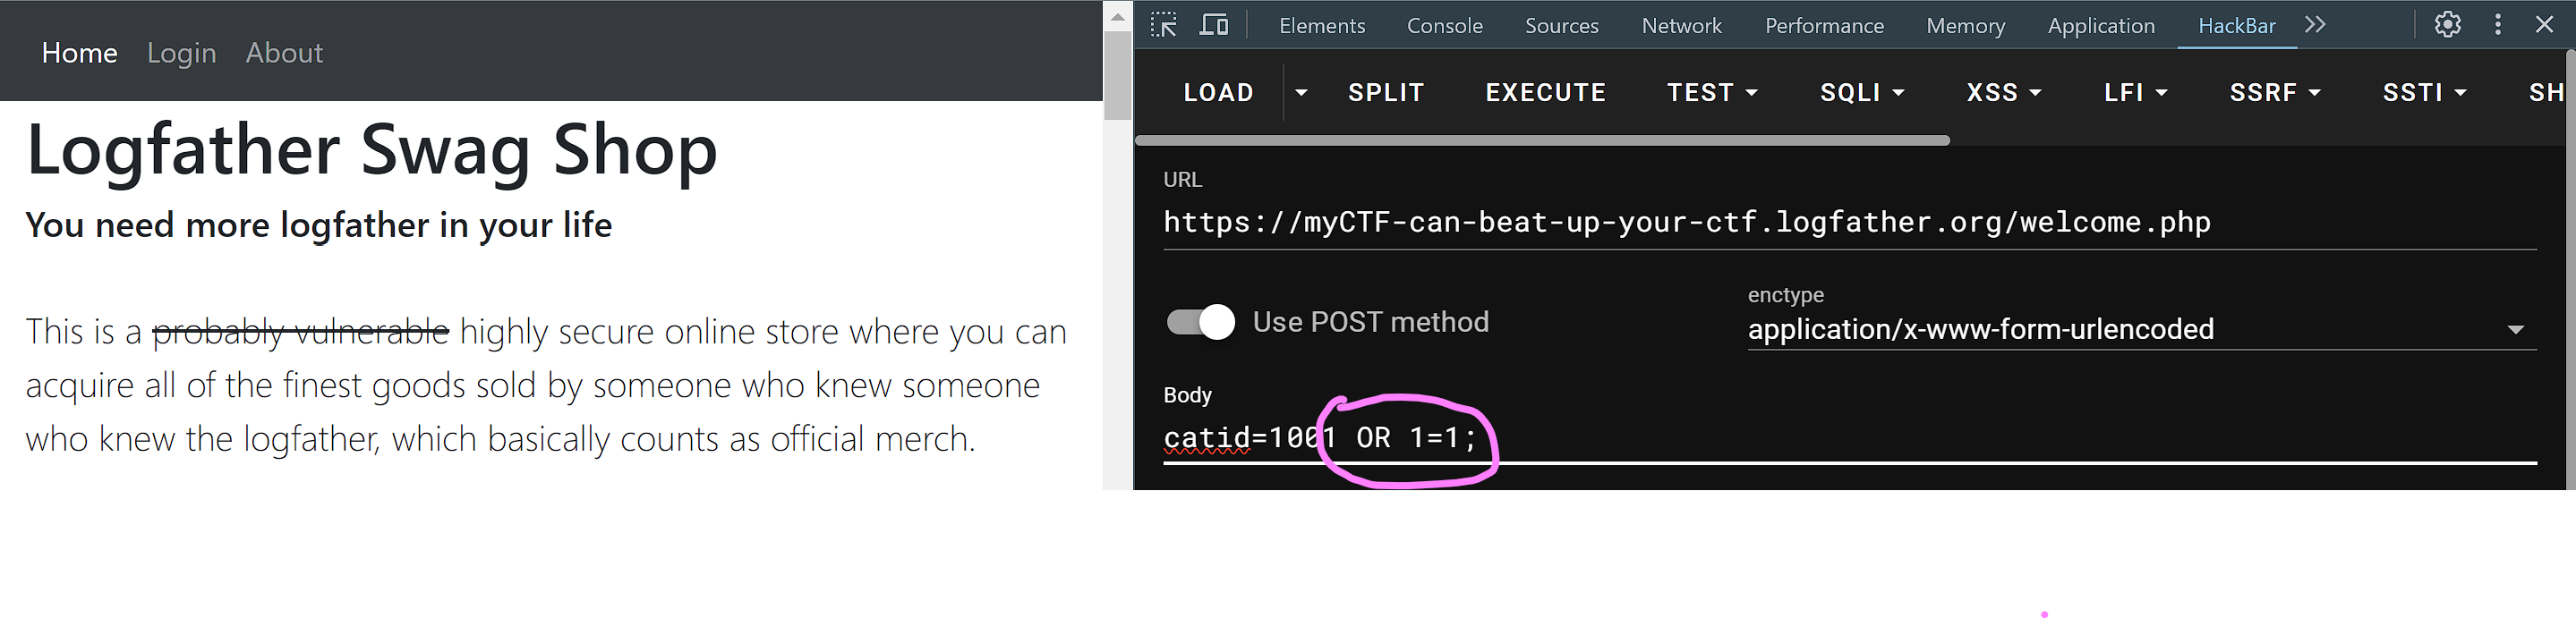 Home Login About
Logfather Swag Shop
You need more logfather in your life
This is a probably vulnerable highly secure online store where you can
acquire all of the finest goods sold by someone who knew someone
who knew the logfather, which basically counts as official merch.
Elements Console Sources Network Performance Memory Application HackBar
LOAD SPLIT EXECUTE TEST SQLI XSS LFI SSRF SSTI SH
URL
https://myCTF-can-beat-up-your-ctf.logfather.org/welcome.php
Use POST method
enctype
application/x-www-form-urlencoded
Body
catid=1001 OR 1=1;